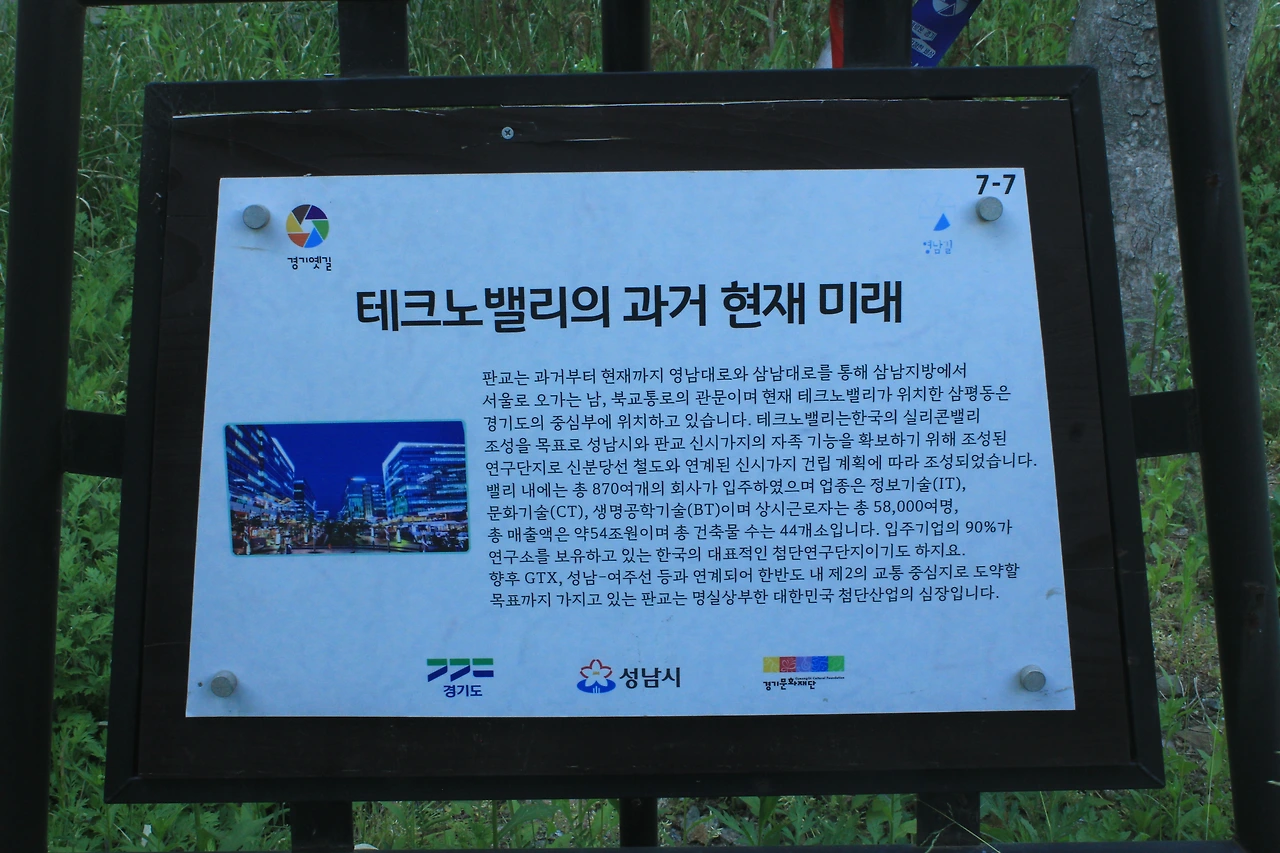 7-7
경기옛길
영남길
테크노밸리의 과거 현재 미래
판교는 과거부터 현재까지 영남대로와 삼남대로를 통해 삼남지방에서
서울로 오가는 남, 북교통로의 관문이며 현재 테크노밸리가 위치한 삼평동은
경기도의 중심부에 위치하고 있습니다. 테크노밸리는한국의 실리콘밸리
조성을 목표로 성남시와 판교 신시가지의 자족 기능을 확보하기 위해 조성된
연구단지로 신분당선 철도와 연계된 신시가지 건립 계획에 따라 조성되었습니다.
밸리 내에는 총 870여개의 회사가 입주하였으며 업종은 정보기술(IT),
문화기술(CT), 생명공학기술(BT)이며 상시근로자는 총 58,000여명,
총 매출액은 약54조원이며 총 건축물 수는 44개소입니다. 입주기업의 90%가
연구소를 보유하고 있는 한국의 대표적인 첨단연구단지이기도 하지요.
향후 GTX, 성남-여주선 등과 연계되어 한반도 내 제2의 교통 중심지로 도약할
목표까지 가지고 있는 판교는 명실상부한 대한민국 첨단산업의 심장입니다.
경기도
성남시
경기문화재단